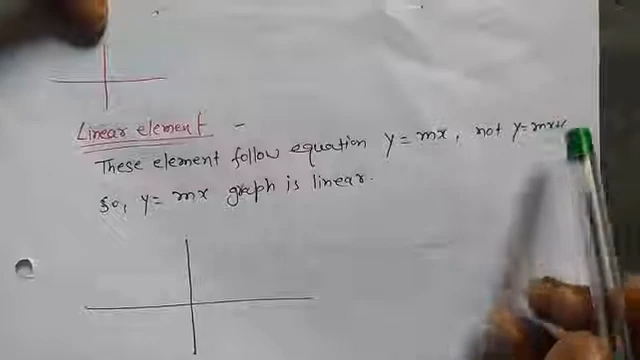 Linear element -
These element follow equation y = mx, not y=mx+
So, y = mx graph is linear.